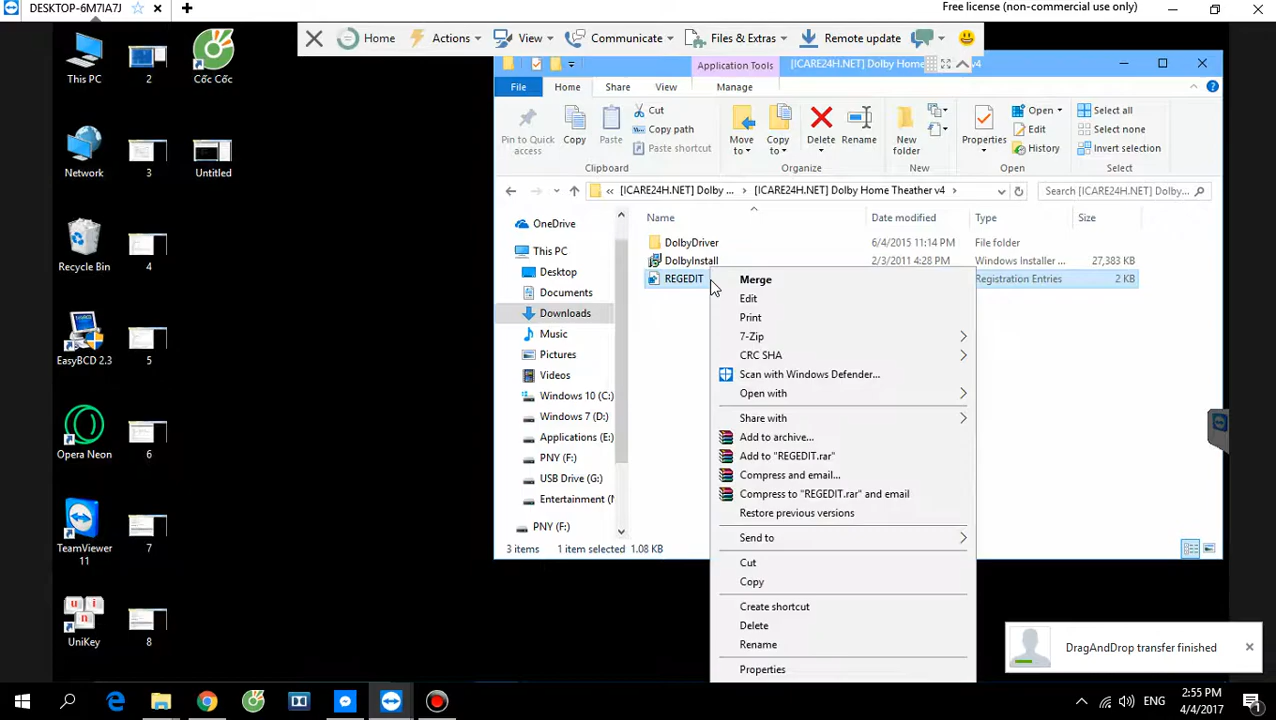 DESKTOP-6M7IA7J
Free license (non-commercial use only)
Home
Actions
View
Communicate
Files & Extras
Remote update
Application Tools
[ICARE24H.NET] Dolby Home
v4
File
Home
Share
View
Manage
Pin to Quick access
Copy
Paste
Cut
Copy path
Paste shortcut
Clipboard
Move to
Copy to
Delete
Rename
Organize
New folder
New
Properties
Open
Edit
History
Open
Select all
Select none
Invert selection
Select
« [ICARE24H.NET] Dolby ... > [ICARE24H.NET] Dolby Home Theather v4 >
Search [ICARE24H.NET] Dolby...
Name
Date modified
Type
Size
DolbyDriver
6/4/2015 11:14 PM
File folder
DolbyInstall
2/3/2011 4:28 PM
Windows Installer ...
27,383 KB
REGEDIT
Registration Entries
2 KB
OneDrive
This PC
Desktop
Documents
Downloads
Music
Pictures
Videos
Windows 10 (C:)
Windows 7 (D:)
Applications (E:)
PNY (F:)
USB Drive (G:)
Entertainment (
PNY (F:)
3 items
1 item selected 1.08 KB
Merge
Edit
Print
7-Zip
CRC SHA
Scan with Windows Defender...
Open with
Share with
Add to archive...
Add to "REGEDIT.rar"
Compress and email...
Compress to "REGEDIT.rar" and email
Restore previous versions
Send to
Cut
Copy
Create shortcut
Delete
Rename
Properties
This PC
2
Cốc Cốc
Network
3
Untitled
Recycle Bin
4
EasyBCD 2.3
5
Opera Neon
6
TeamViewer 11
7
UniKey
8
DragAndDrop transfer finished
ENG
2:55 PM
4/4/2017
1